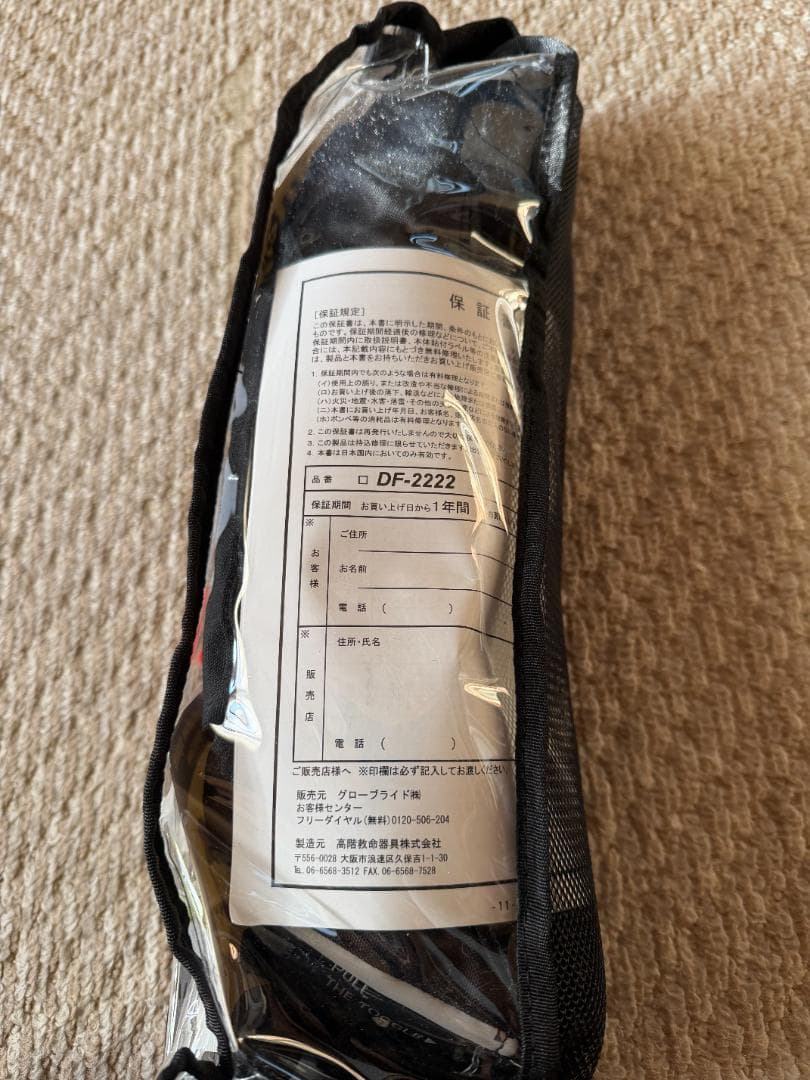 保証
[保証規定]
この保証書は、本書に明示した期間、条件のもとにお
ものです。保証期間経過後の修理などについて
保証期間内に取扱説明書、本体貼付ラベル等の注
合には、本記載内容にもとづき無料修理いたします
は、製品と本書をお持ちいただきお買い上げ販売
1. 保証期間内でも次のような場合は有料修理となります
(イ)使用上の誤り、または改造や不当な修理による
(ロ)お買い上げ後の落下、輸送などに
(ハ)火災・地震・水害・落雷・その他の
(ニ)本書にお買い上げ年月日、お客様名、
(ホ)ボンベ等の消耗品は有料修理となります
2. この保証書は再発行いたしませんので大切
3. この製品は持込修理に限らせていただきます
4. 本書は日本国内においてのみ有効です。
品番 □ DF-2222
保証期間 お買い上げ日から1年間
※
お客様
ご住所
お名前
電話 ( )
※
販売店
住所・氏名
電話 ( )
ご販売店様へ ※印欄は必ず記入してお渡しください
販売元 グローブライド㈱
お客様センター
フリーダイヤル(無料)0120-506-204
製造元 高階救命器具株式会社
〒556-0028 大阪市浪速区久保吉1-1-30
TEL.06-6568-3512 FAX.06-6568-7528
-11-
PULL
THE TOGGLE